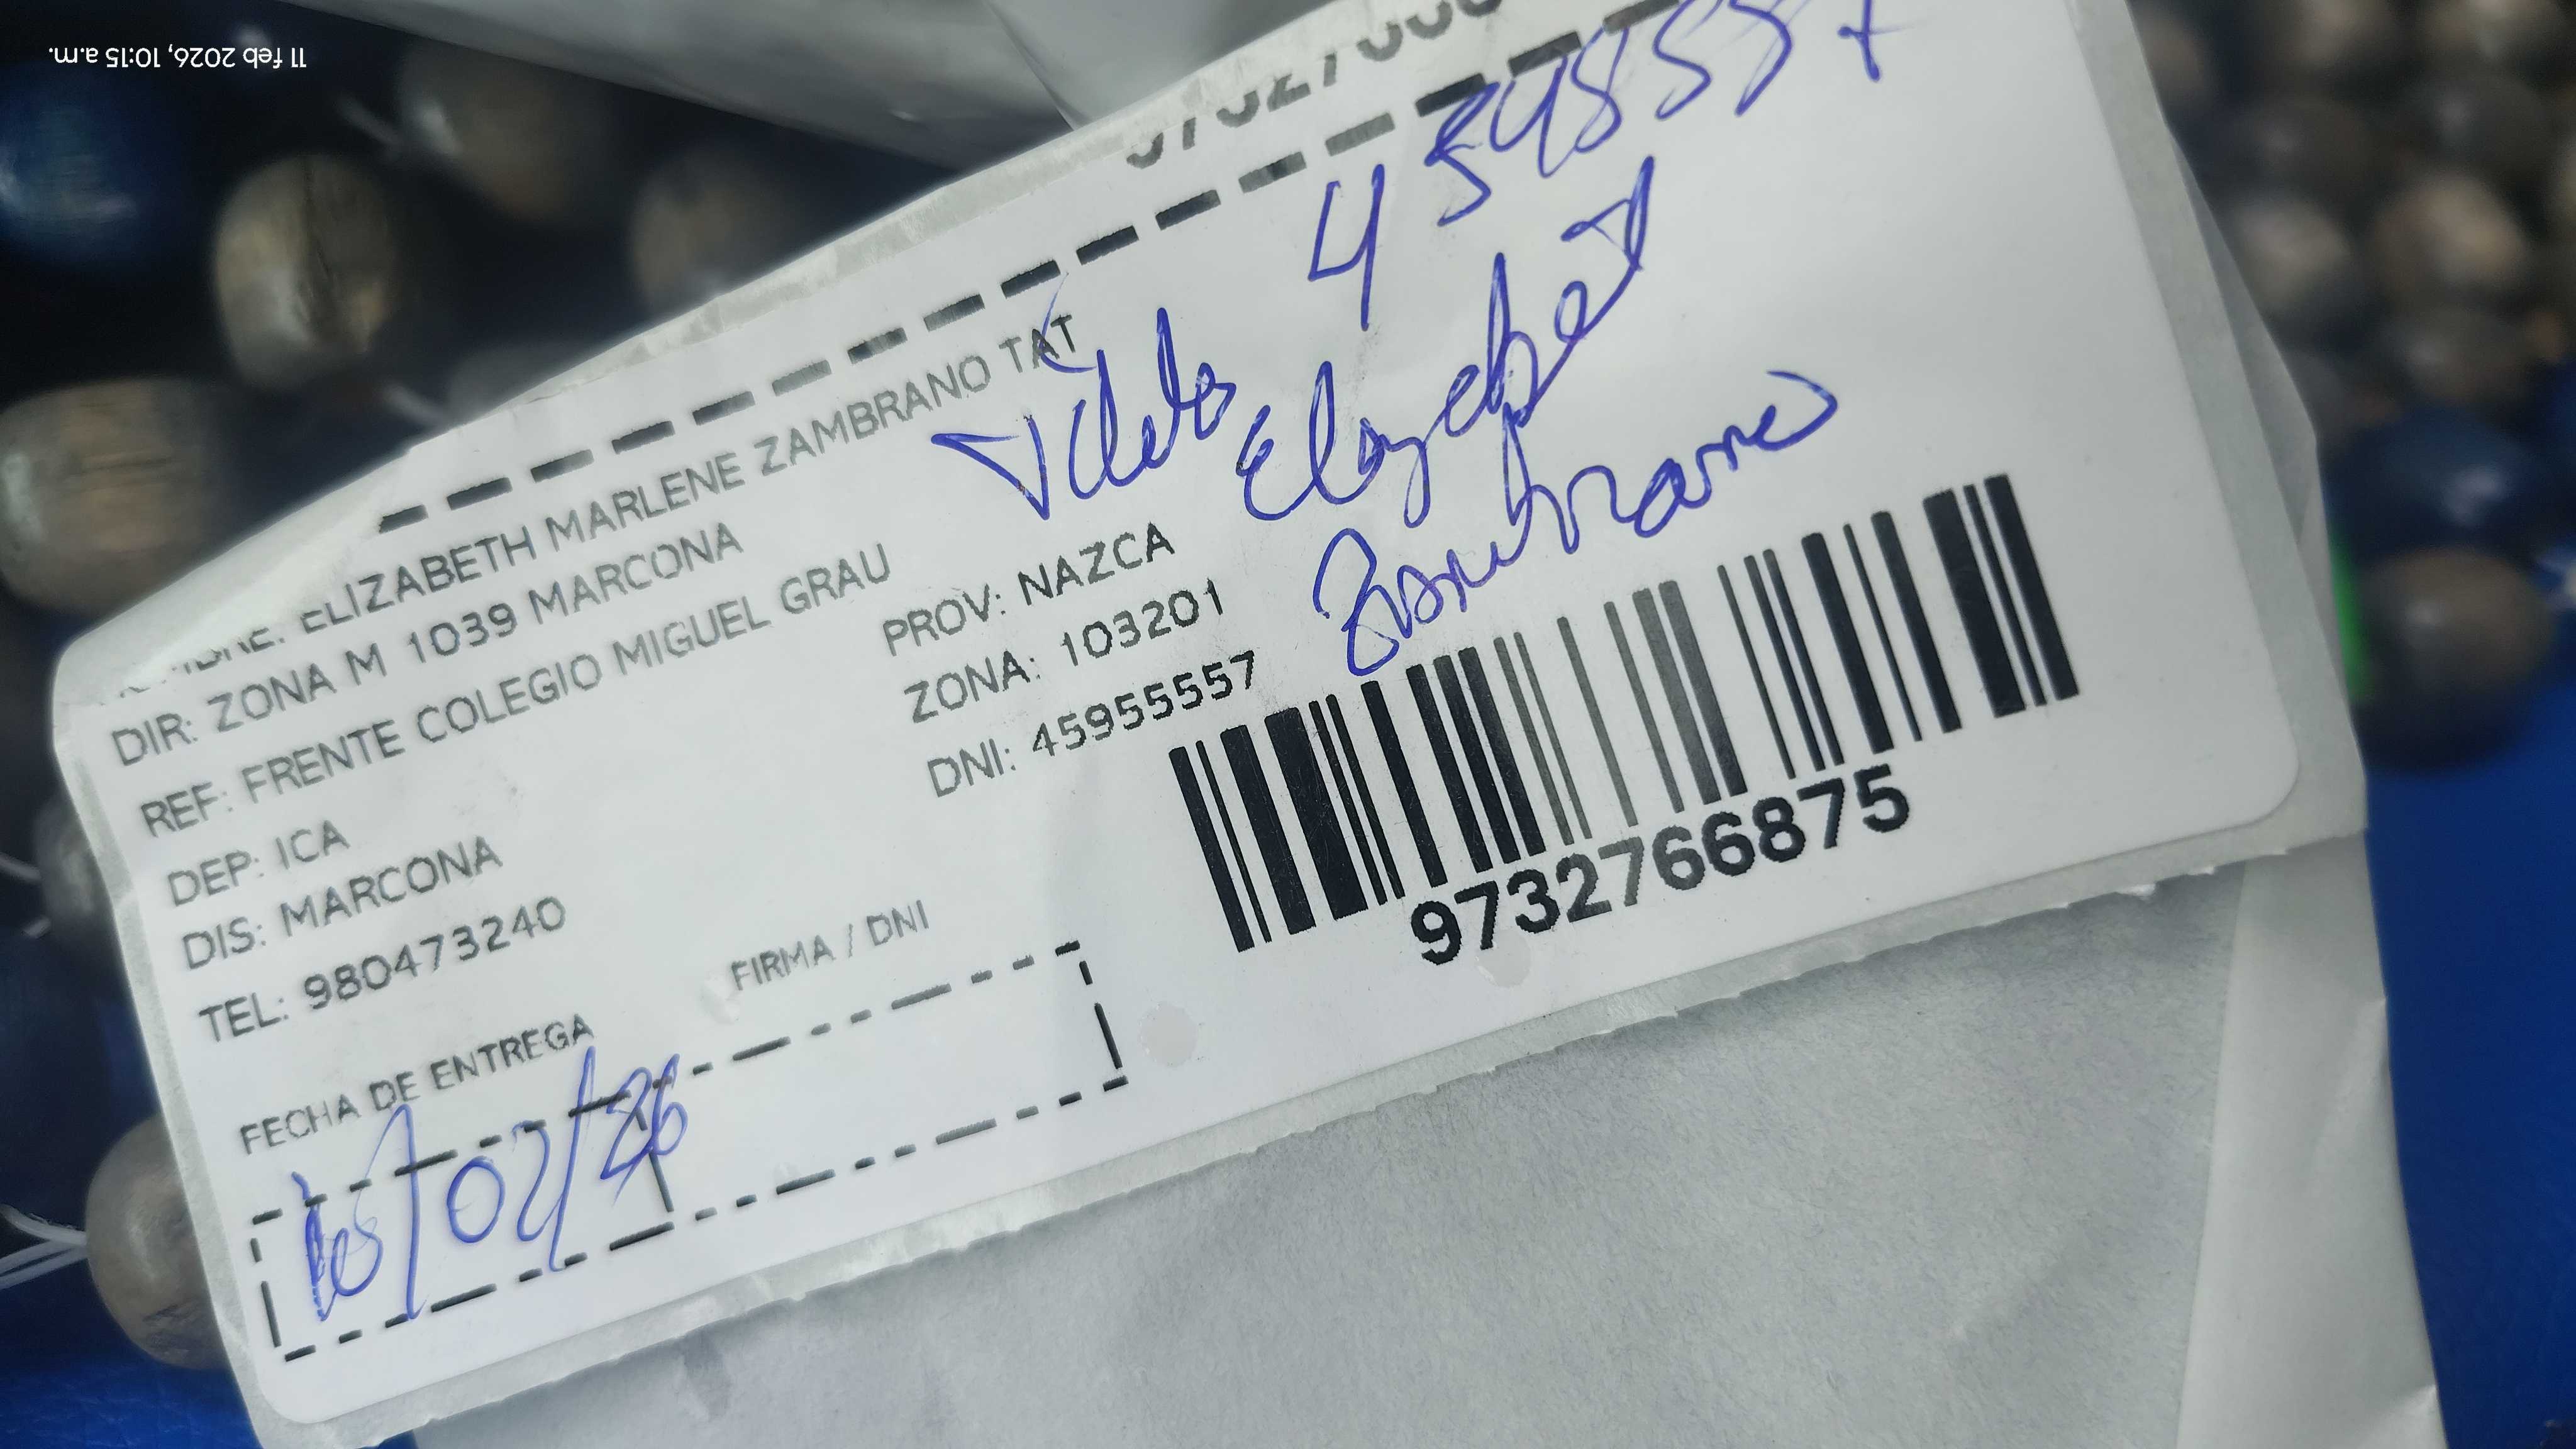 11 feb 2026, 10:15 a.m.
ELIZABETH MARLENE ZAMBRANO TAT
DIR: ZONA M 1039 MARCONA
REF: FRENTE COLEGIO MIGUEL GRAU
DEP: ICA
PROV: NAZCA
DIS: MARCONA
ZONA: 103201
TEL: 980473240
DNI: 45955557
Elizabet
Zambrano
9732766875
FECHA DE ENTREGA
FIRMA / DNI